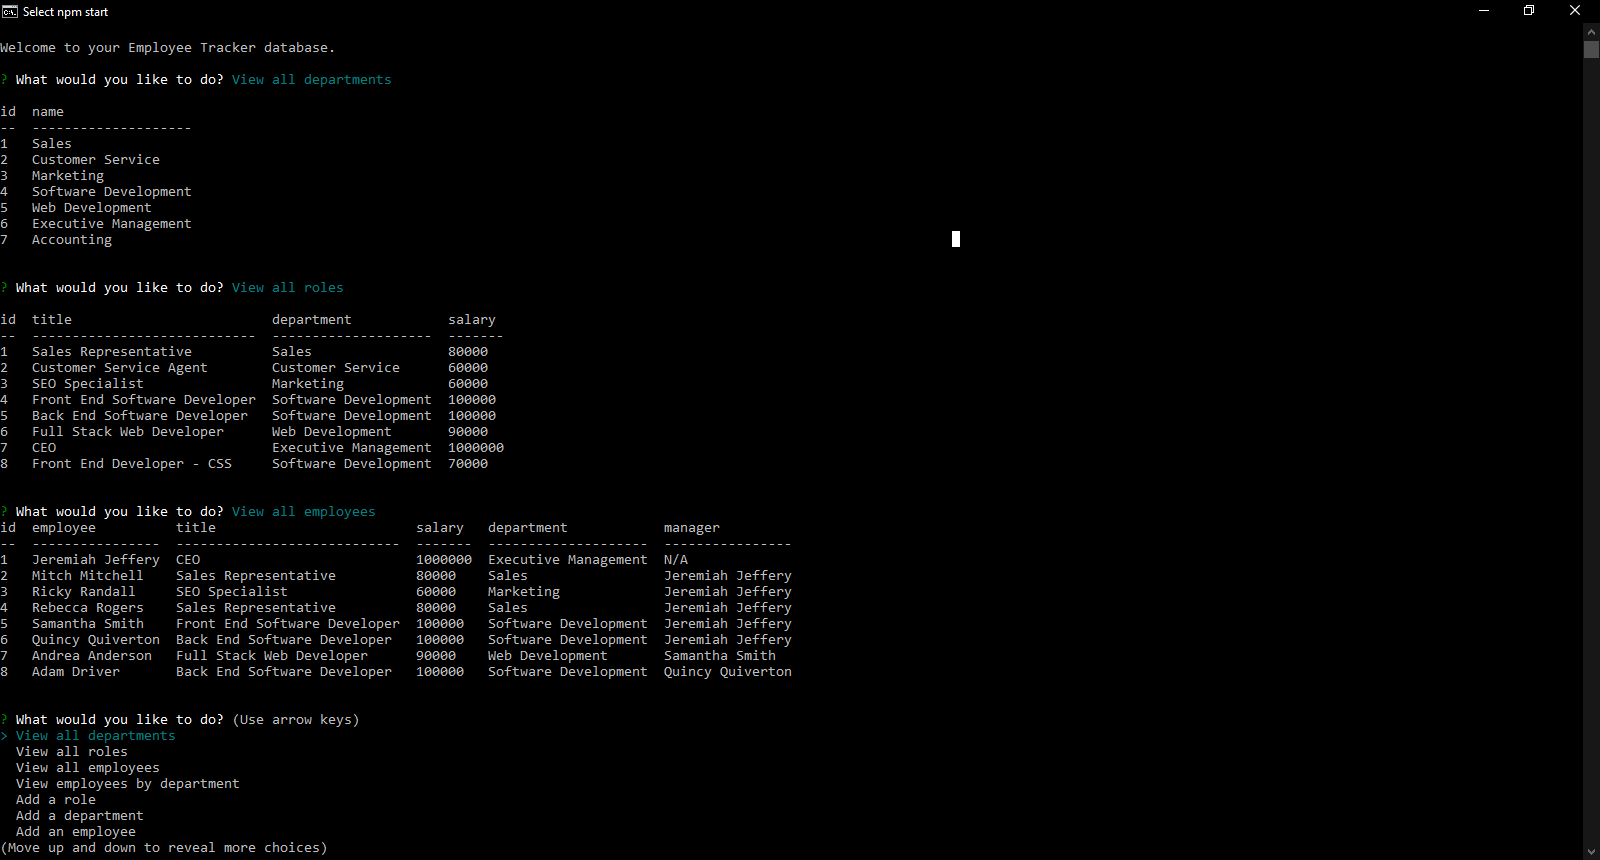 Select npm start
Welcome to your Employee Tracker database.
? What would you like to do? View all departments
id  name
--  --------------------
1   Sales
2   Customer Service
3   Marketing
4   Software Development
5   Web Development
6   Executive Management
7   Accounting
? What would you like to do? View all roles
id  title                         department            salary
--  ----------------------------  --------------------  -------
1   Sales Representative          Sales                 80000
2   Customer Service Agent        Customer Service      60000
3   SEO Specialist                Marketing             60000
4   Front End Software Developer  Software Development  100000
5   Back End Software Developer   Software Development  100000
6   Full Stack Web Developer      Web Development       90000
7   CEO                           Executive Management  1000000
8   Front End Developer - CSS     Software Development  70000
? What would you like to do? View all employees
id  employee          title                         salary   department            manager
--  ----------------  ----------------------------  -------  --------------------  ----------------
1   Jeremiah Jeffery  CEO                           1000000  Executive Management  N/A
2   Mitch Mitchell    Sales Representative          80000    Sales                 Jeremiah Jeffery
3   Ricky Randall     SEO Specialist                60000    Marketing             Jeremiah Jeffery
4   Rebecca Rogers    Sales Representative          80000    Sales                 Jeremiah Jeffery
5   Samantha Smith    Front End Software Developer  100000   Software Development  Jeremiah Jeffery
6   Quincy Quiverton  Back End Software Developer   100000   Software Development  Jeremiah Jeffery
7   Andrea Anderson   Full Stack Web Developer      90000    Web Development       Samantha Smith
8   Adam Driver       Back End Software Developer   100000   Software Development  Quincy Quiverton
? What would you like to do? (Use arrow keys)
> View all departments
  View all roles
  View all employees
  View employees by department
  Add a role
  Add a department
  Add an employee
(Move up and down to reveal more choices)